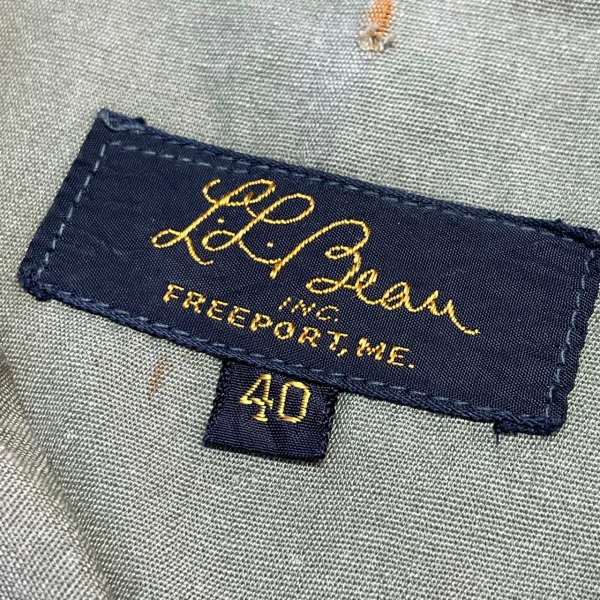 L.L.Bean
INC.
FREEPORT, ME.
40